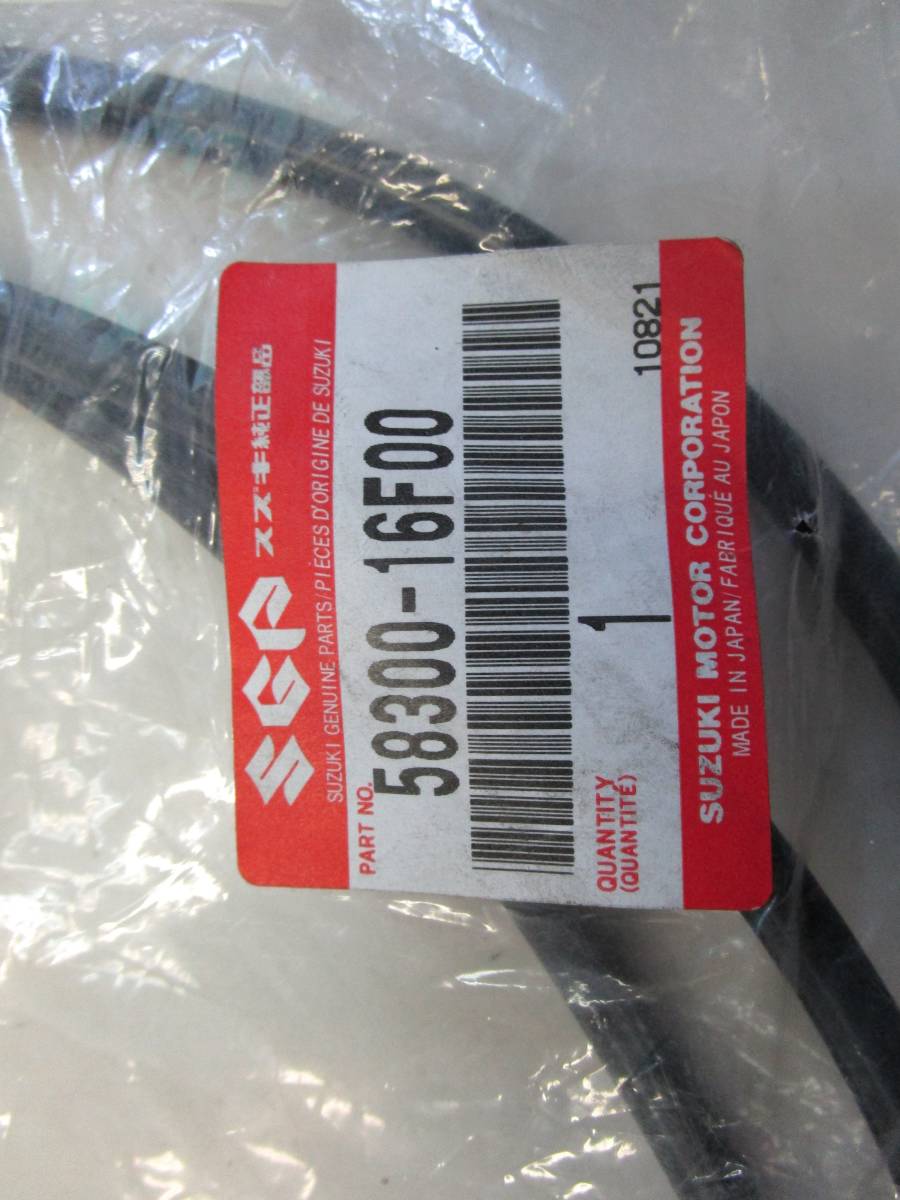 SGP スズキ純正部品
SUZUKI GENUINE PARTS/PIÈCES D'ORIGINE DE SUZUKI
PART NO.
58300-16F00
QUANTITY
(QUANTITÉ)
1
10821
SUZUKI MOTOR CORPORATION
MADE IN JAPAN/FABRIQUÉ AU JAPON